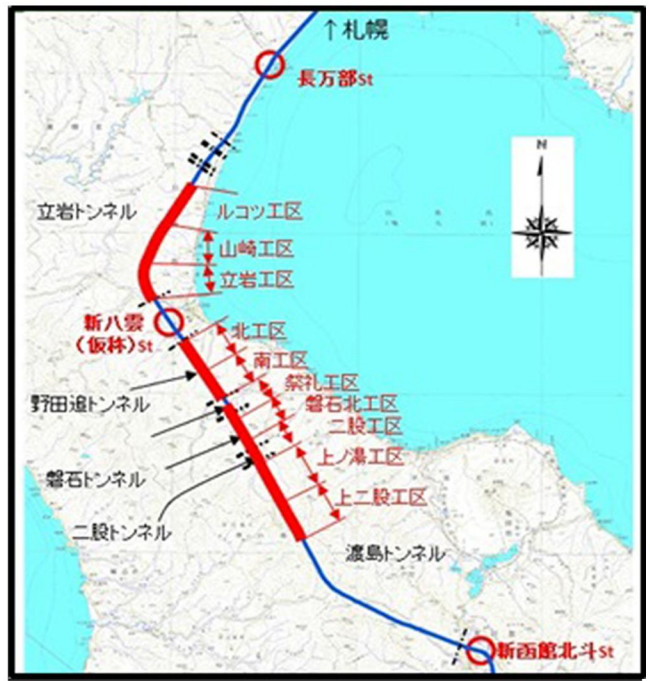 ↑札幌
長万部St
N
立岩トンネル
ルコツ工区
山崎工区
立岩工区
新八雲
（仮称）St
北工区
南工区
祭礼工区
野田追トンネル
磐石北工区
二股工区
上ノ湯工区
磐石トンネル
上二股工区
二股トンネル
渡島トンネル
新函館北斗St